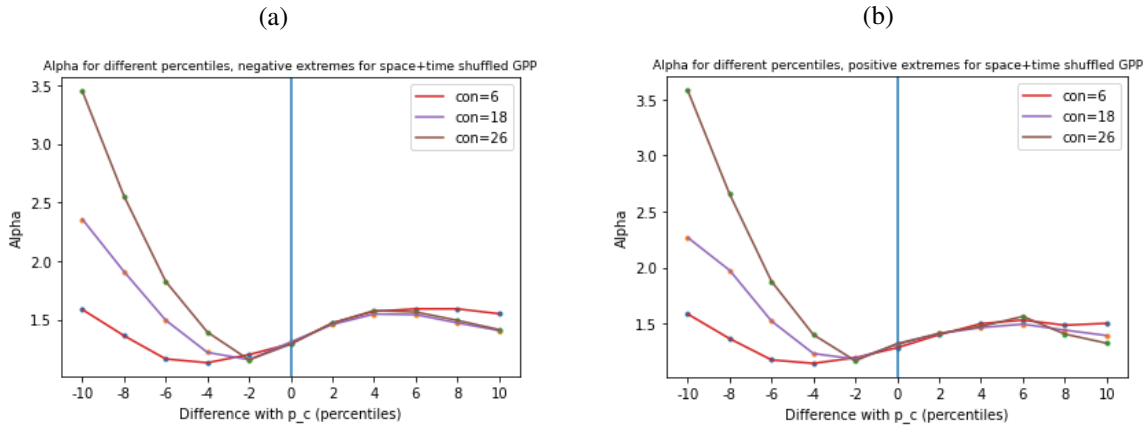 (a)
Alpha for different percentiles, negative extremes for space+time shuffled GPP
3.5
3.0
2.5
2.0
1.5
Alpha
con=6
con=18
con=26
-10 -8 -6 -4 -2 0 2 4 6 8 10
Difference with p_c (percentiles)
(b)
Alpha for different percentiles, positive extremes for space+time shuffled GPP
3.5
3.0
2.5
2.0
1.5
Alpha
con=6
con=18
con=26
-10 -8 -6 -4 -2 0 2 4 6 8 10
Difference with p_c (percentiles)